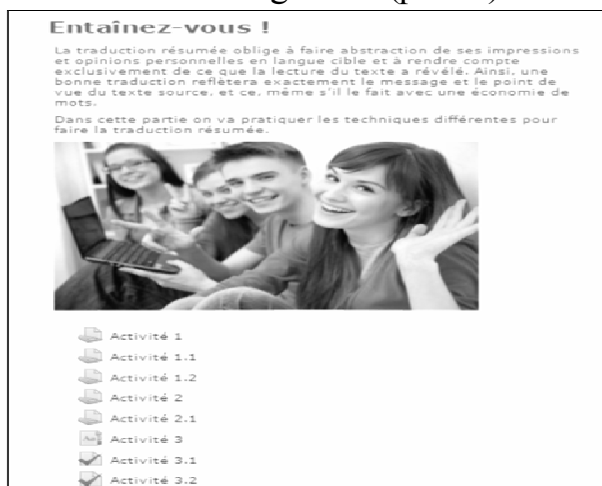 Entaînez-vous !
La traduction résumée oblige à faire abstraction de ses impressions
et opinions personnelles en langue cible et à rendre compte
exclusivement de ce que la lecture du texte a révélé. Ainsi, une
bonne traduction reflètera exactement le message et le point de
vue du texte source, et ce, même s'il le fait avec une économie de
mots.
Dans cette partie on va pratiquer les techniques différentes pour
faire la traduction résumée.
Activité 1
Activité 1.1
Activité 1.2
Activité 2
Activité 2.1
Activité 3
Activité 3.1
Activité 3.2